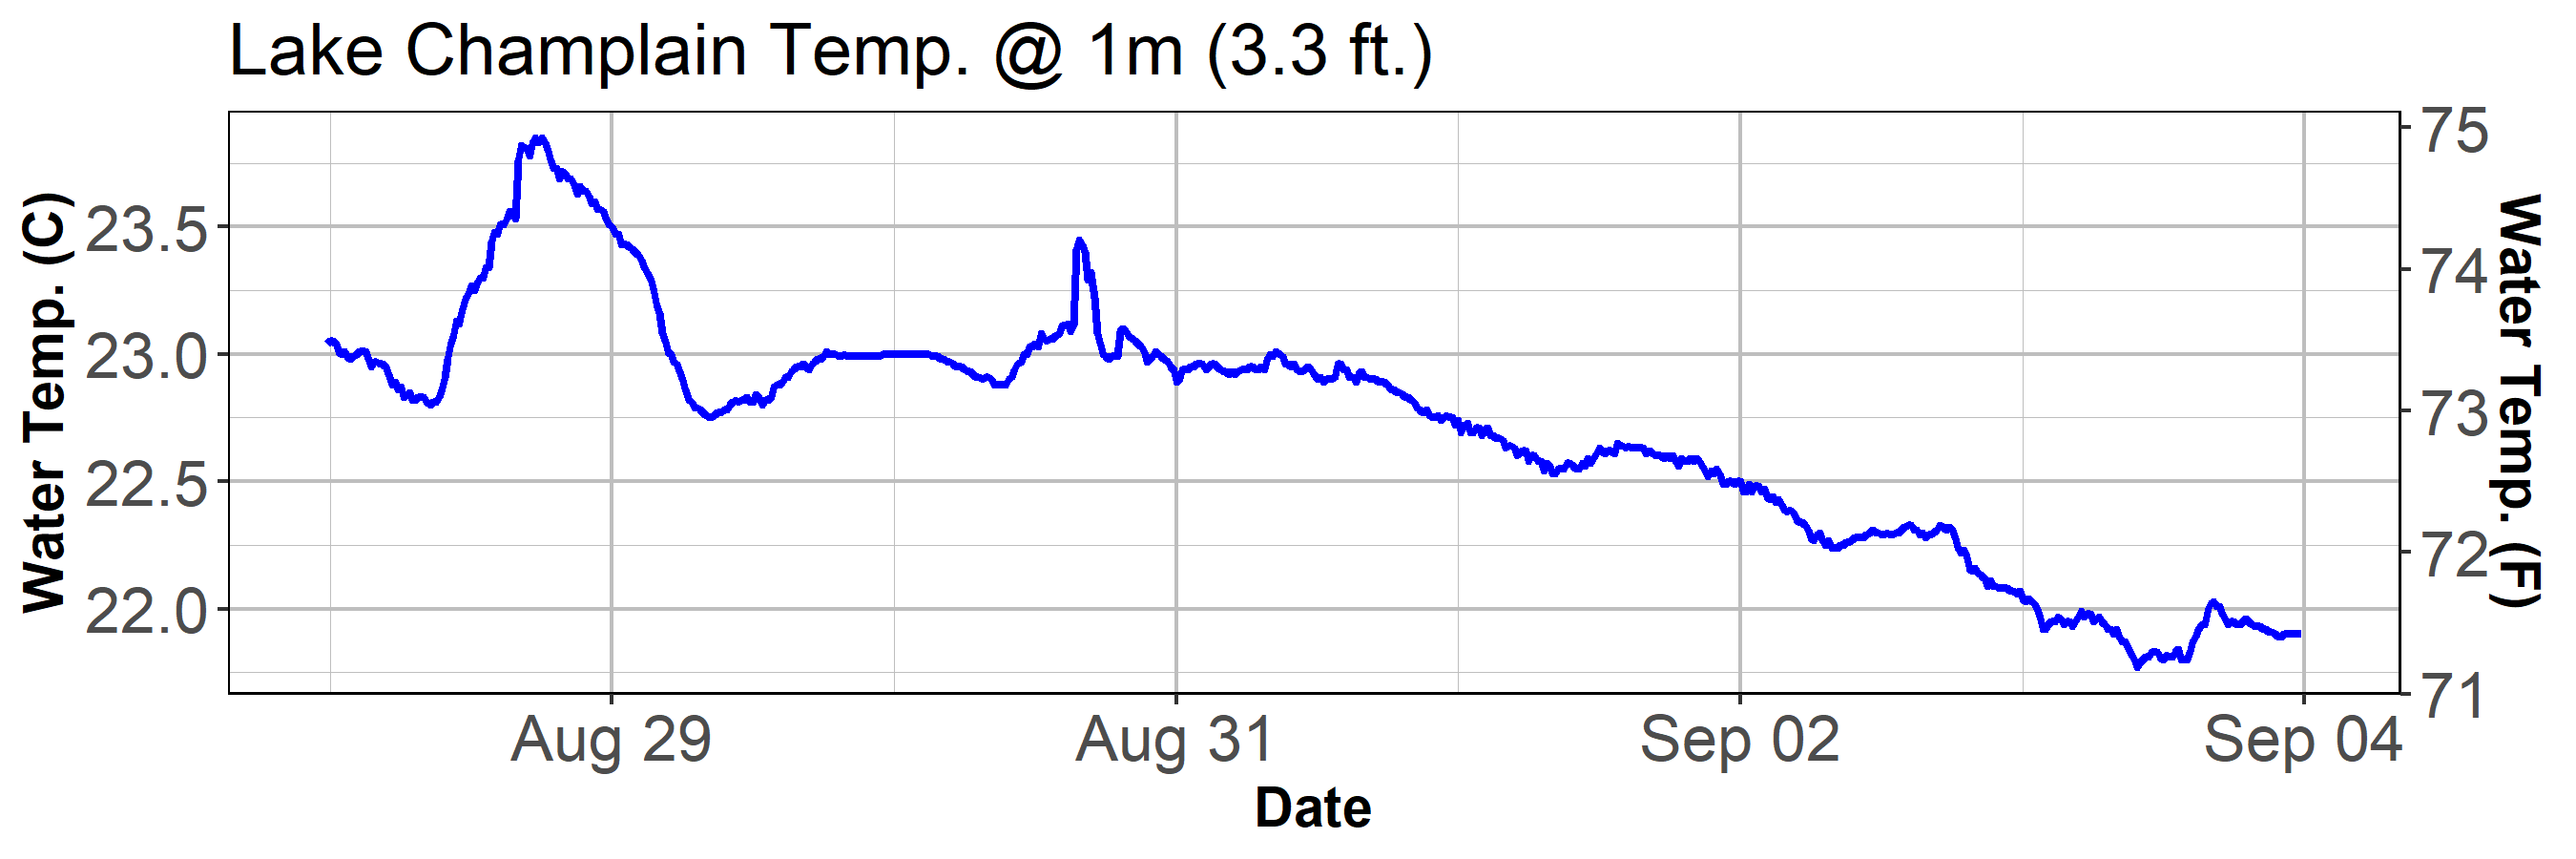 Lake Champlain Temp. @ 1m (3.3 ft.)
Water Temp. (C)
23.5
23.0
22.5
22.0
75
74
73
72
71
Water Temp. (F)
Aug 29 Aug 31 Sep 02 Sep 04
Date